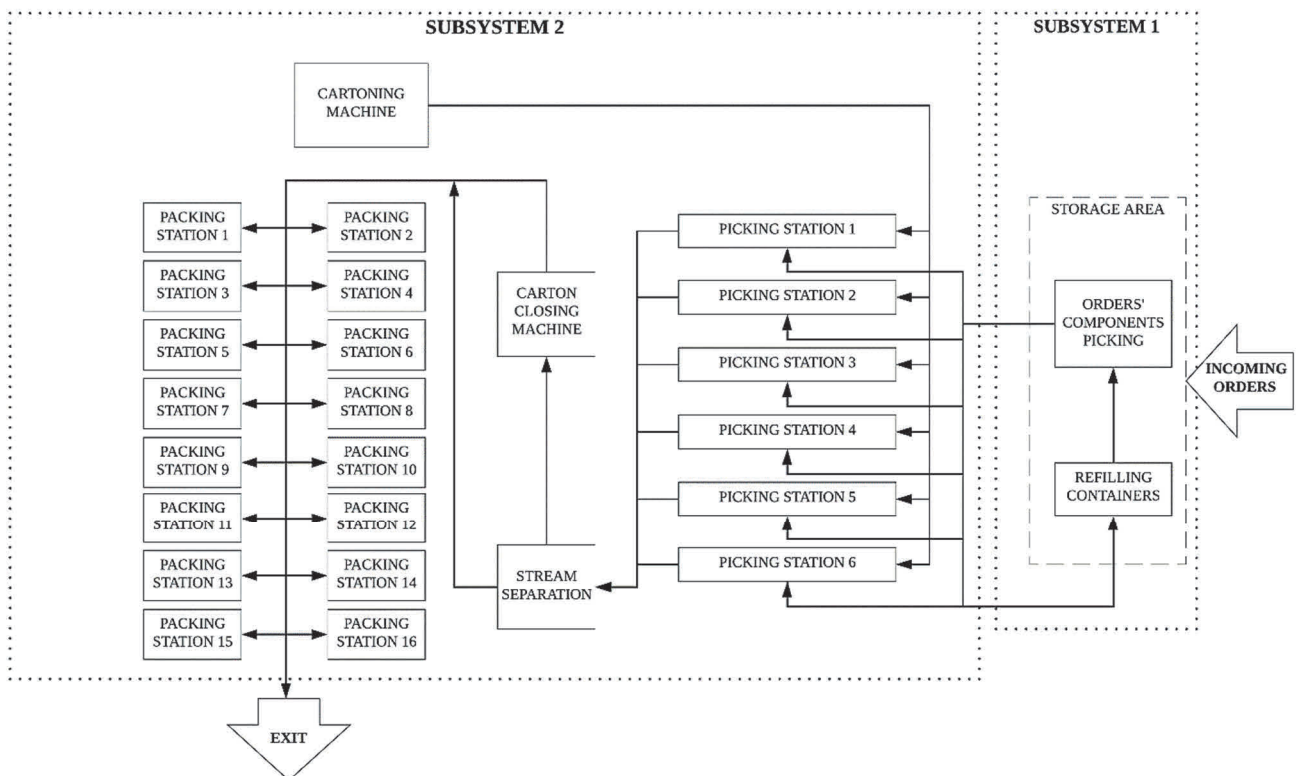 SUBSYSTEM 2
SUBSYSTEM 1
CARTONING
MACHINE
PACKING
STATION 1
PACKING
STATION 2
PACKING
STATION 3
PACKING
STATION 4
PACKING
STATION 5
PACKING
STATION 6
PACKING
STATION 7
PACKING
STATION 8
PACKING
STATION 9
PACKING
STATION 10
PACKING
STATION 11
PACKING
STATION 12
PACKING
STATION 13
PACKING
STATION 14
PACKING
STATION 15
PACKING
STATION 16
CARTON
CLOSING
MACHINE
STREAM
SEPARATION
PICKING STATION 1
PICKING STATION 2
PICKING STATION 3
PICKING STATION 4
PICKING STATION 5
PICKING STATION 6
STORAGE AREA
ORDERS'
COMPONENTS
PICKING
REFILLING
CONTAINERS
INCOMING
ORDERS
EXIT